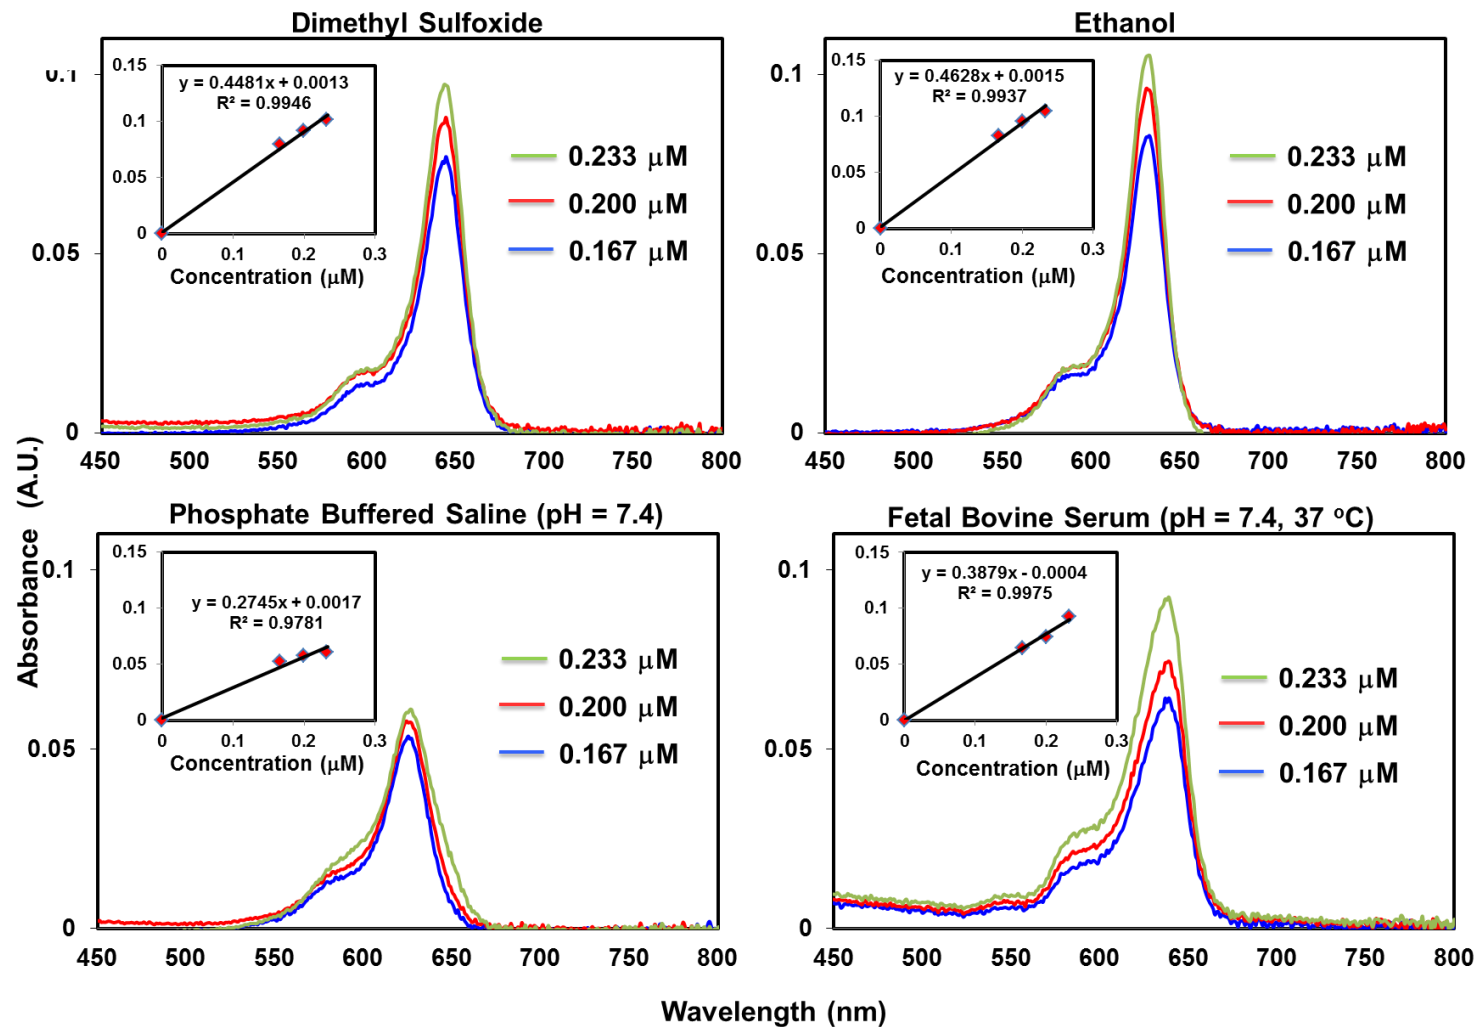 Dimethyl Sulfoxide
0.1
0.05
0
450 500 550 600 650 700 750 800
0.15
0.1
0.05
0
0 0.1 0.2 0.3
y = 0.4481x + 0.0013
R² = 0.9946
Concentration (μM)
0.233 μM
0.200 μM
0.167 μM
Ethanol
0.1
0.05
0
450 500 550 600 650 700 750 800
0.15
0.1
0.05
0
0 0.1 0.2 0.3
y = 0.4628x + 0.0015
R² = 0.9937
Concentration (μM)
0.233 μM
0.200 μM
0.167 μM
Absorbance (A.U.)
Phosphate Buffered Saline (pH = 7.4)
0.1
0.05
0
450 500 550 600 650 700 750 800
0.15
0.1
0.05
0
0 0.1 0.2 0.3
y = 0.2745x + 0.0017
R² = 0.9781
Concentration (μM)
0.233 μM
0.200 μM
0.167 μM
Fetal Bovine Serum (pH = 7.4, 37 °C)
0.1
0.05
0
450 500 550 600 650 700 750 800
0.15
0.1
0.05
0
0 0.1 0.2 0.3
y = 0.3879x - 0.0004
R² = 0.9975
Concentration (μM)
0.233 μM
0.200 μM
0.167 μM
Wavelength (nm)